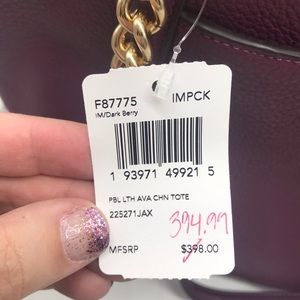 F87775 IMPCK
IM/Dark Berry
1 93971 49921 5
PBL LTH AVA CHN TOTE
225271JAX
394.99
MFSRP $398.00